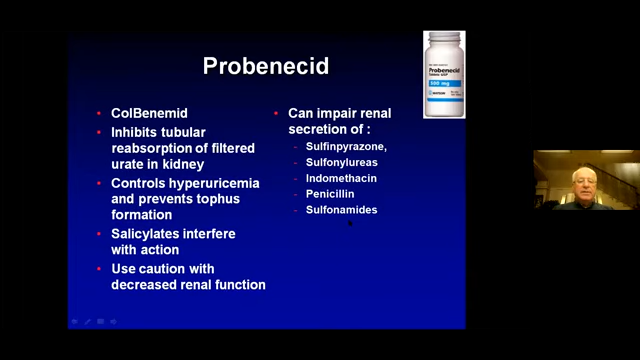 Probenecid
ColBenemid
Inhibits tubular
reabsorption of filtered
urate in kidney
Controls hyperuricemia
and prevents tophus
formation
Salicylates interfere
with action
Use caution with
decreased renal function
Can impair renal
secretion of :
Sulfinpyrazone,
Sulfonylureas
Indomethacin
Penicillin
Sulfonamides
Probenecid
500 mg